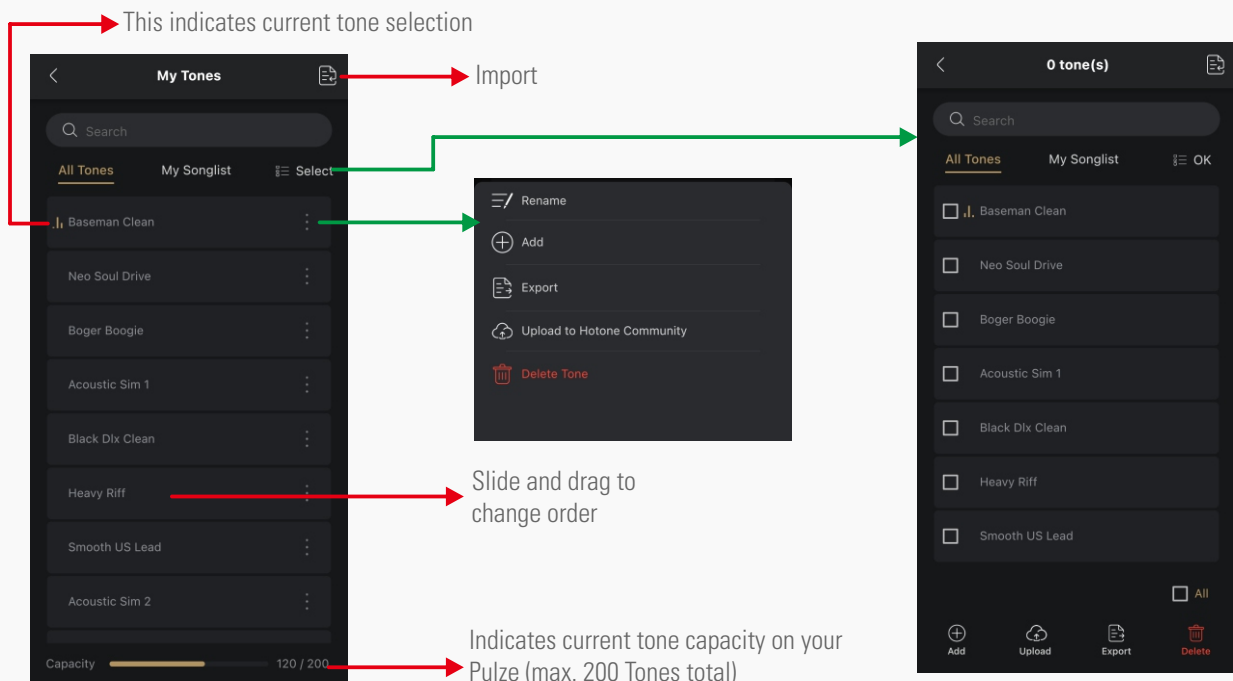 This indicates current tone selection
My Tones
Import
Search
All Tones
My Songlist
Select
Baseman Clean
Neo Soul Drive
Boger Boogie
Acoustic Sim 1
Black Dlx Clean
Heavy Riff
Smooth US Lead
Acoustic Sim 2
Capacity
120 / 200
Rename
Add
Export
Upload to Hotone Community
Delete Tone
Slide and drag to
change order
Indicates current tone capacity on your
Pulze (max. 200 Tones total)
0 tone(s)
Search
All Tones
My Songlist
OK
Baseman Clean
Neo Soul Drive
Boger Boogie
Acoustic Sim 1
Black Dlx Clean
Heavy Riff
Smooth US Lead
All
Add
Upload
Export
Delete